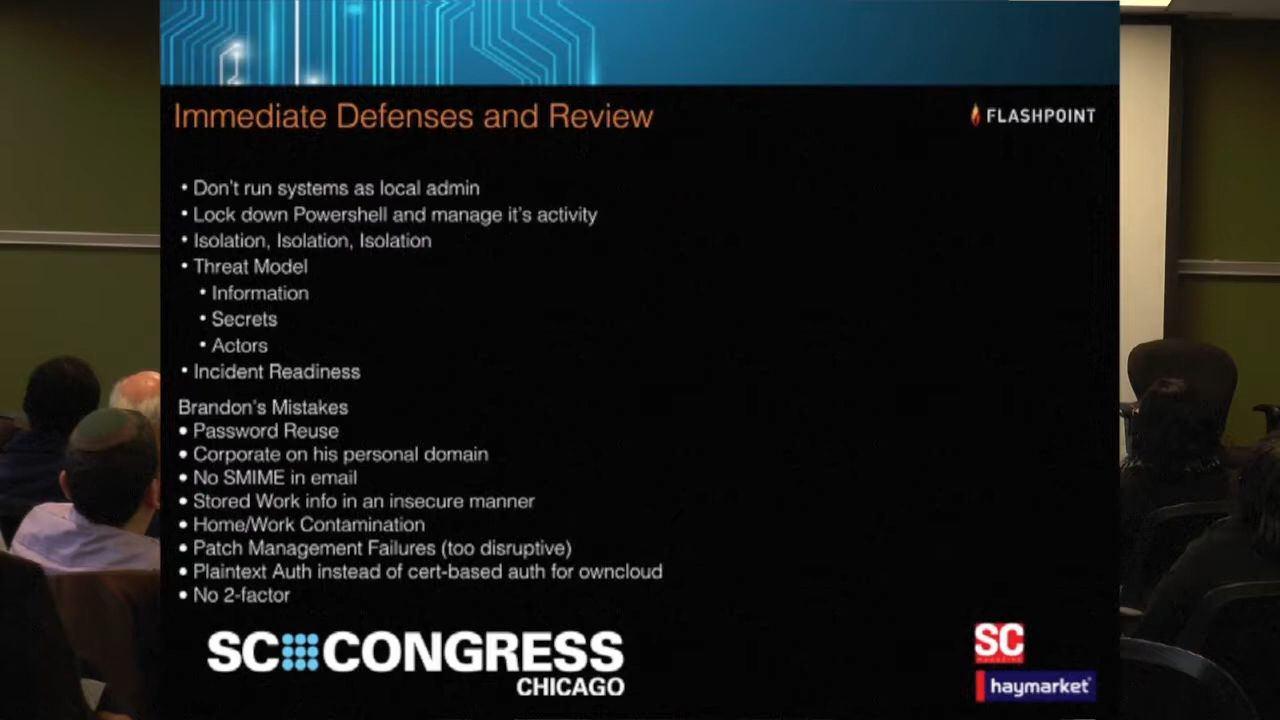 Immediate Defenses and Review
FLASHPOINT
• Don't run systems as local admin
• Lock down Powershell and manage it's activity
• Isolation, Isolation, Isolation
• Threat Model
• Information
• Secrets
• Actors
• Incident Readiness
Brandon's Mistakes
• Password Reuse
• Corporate on his personal domain
• No SMIME in email
• Stored Work info in an insecure manner
• Home/Work Contamination
• Patch Management Failures (too disruptive)
• Plaintext Auth instead of cert-based auth for owncloud
• No 2-factor
SC CONGRESS
CHICAGO
SC
MAGAZINE
haymarket